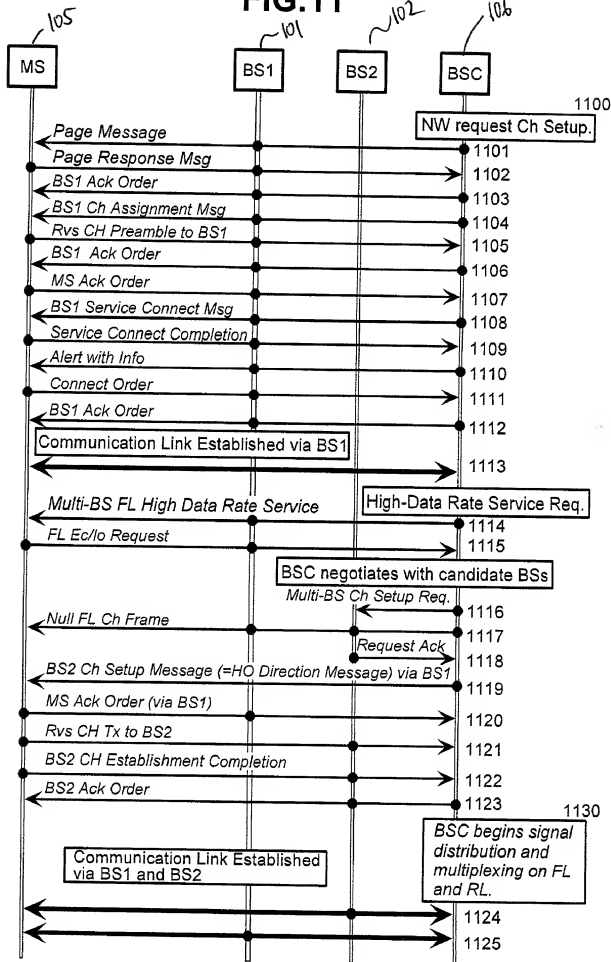 FIG.11
105
101
102
106
MS
BS1
BS2
BSC
1100
NW request Ch Setup.
Page Message
1101
Page Response Msg
1102
BS1 Ack Order
1103
BS1 Ch Assignment Msg
1104
Rvs CH Preamble to BS1
1105
BS1 Ack Order
1106
MS Ack Order
1107
BS1 Service Connect Msg
1108
Service Connect Completion
1109
Alert with Info
1110
Connect Order
1111
BS1 Ack Order
1112
Communication Link Established via BS1
1113
High-Data Rate Service Req.
Multi-BS FL High Data Rate Service
1114
FL Ec/Io Request
1115
BSC negotiates with candidate BSs
Multi-BS Ch Setup Req.
1116
Null FL Ch Frame
1117
Request Ack
1118
BS2 Ch Setup Message (=HO Direction Message) via BS1
1119
MS Ack Order (via BS1)
1120
Rvs CH Tx to BS2
1121
BS2 CH Establishment Completion
1122
BS2 Ack Order
1123
1130
BSC begins signal
distribution and
multiplexing on FL
and RL.
Communication Link Established
via BS1 and BS2
1124
1125